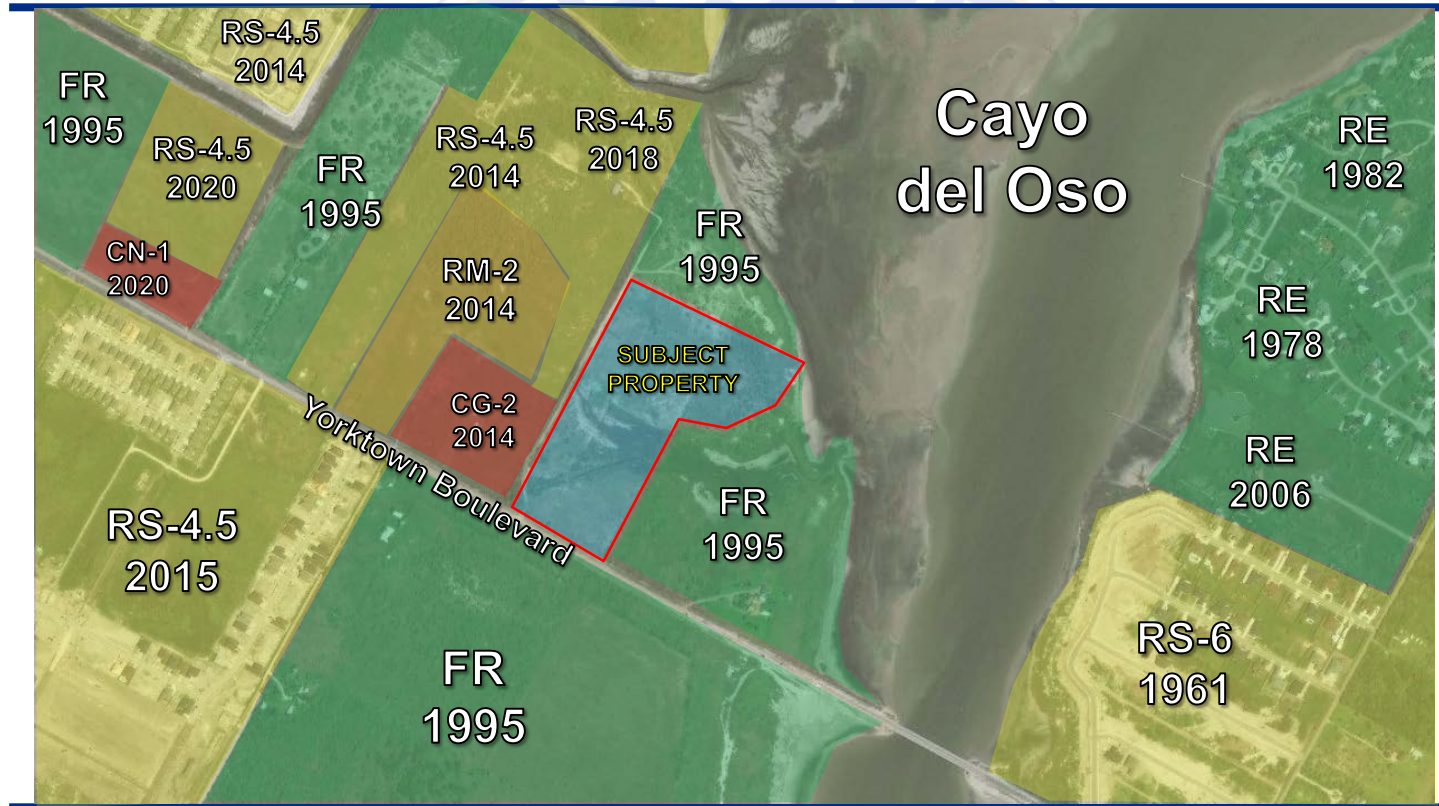 RS-4.5
2014
FR
1995
RS-4.5
2020
FR
1995
RS-4.5
2014
RS-4.5
2018
Cayo
del Oso
RE
1982
CN-1
2020
RM-2
2014
FR
1995
RE
1978
SUBJECT
PROPERTY
CG-2
2014
Yorktown Boulevard
RE
2006
RS-4.5
2015
FR
1995
FR
1995
RS-6
1961